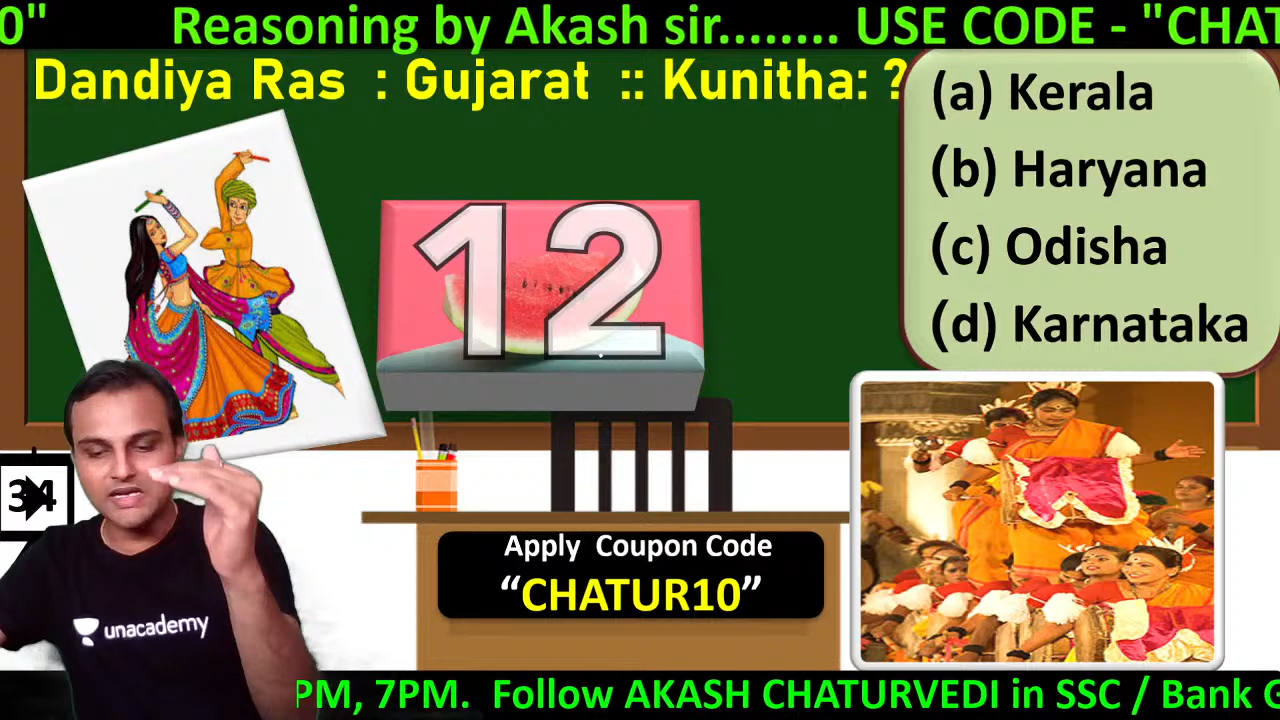 0" Reasoning by Akash sir........ USE CODE - "CHAT
Dandiya Ras : Gujarat :: Kunitha: ?
(a) Kerala
(b) Haryana
(c) Odisha
(d) Karnataka
12
34
Apply Coupon Code
“CHATUR10”
unacademy
PM, 7PM. Follow AKASH CHATURVEDI in SSC / Bank G